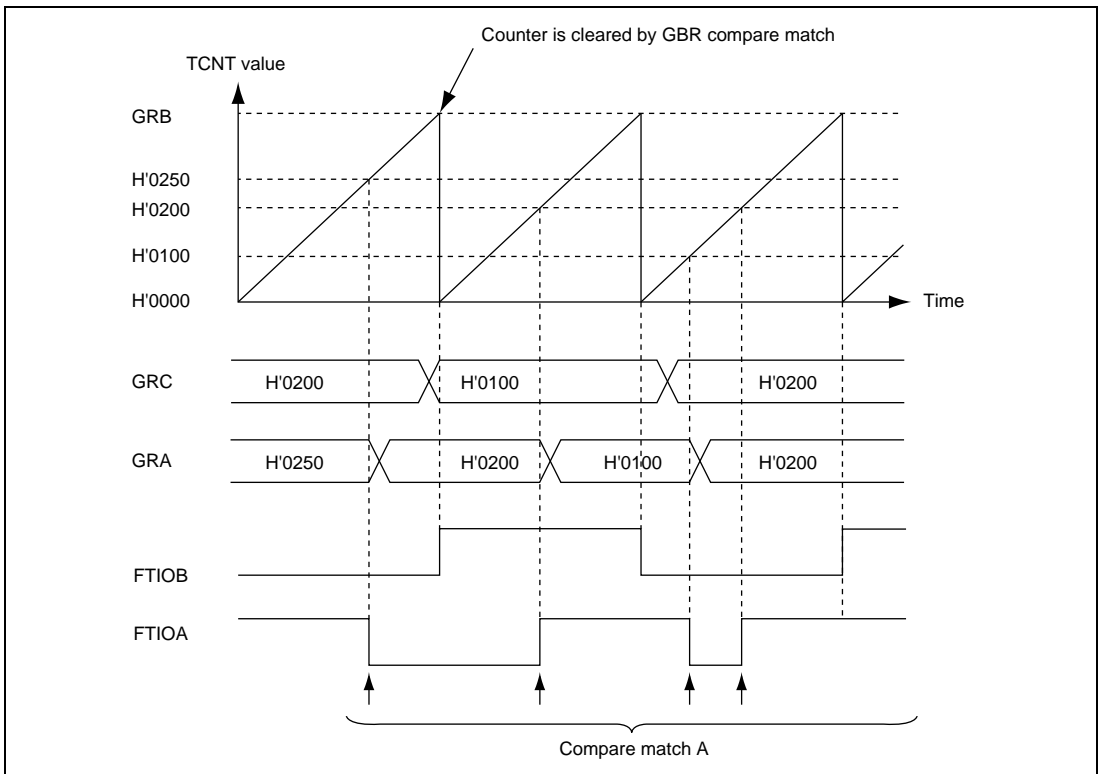 Counter is cleared by GBR compare match
TCNT value
GRB
H'0250
H'0200
H'0100
H'0000
Time
GRC
H'0200
H'0100
H'0200
GRA
H'0250
H'0200
H'0100
H'0200
FTIOB
FTIOA
Compare match A